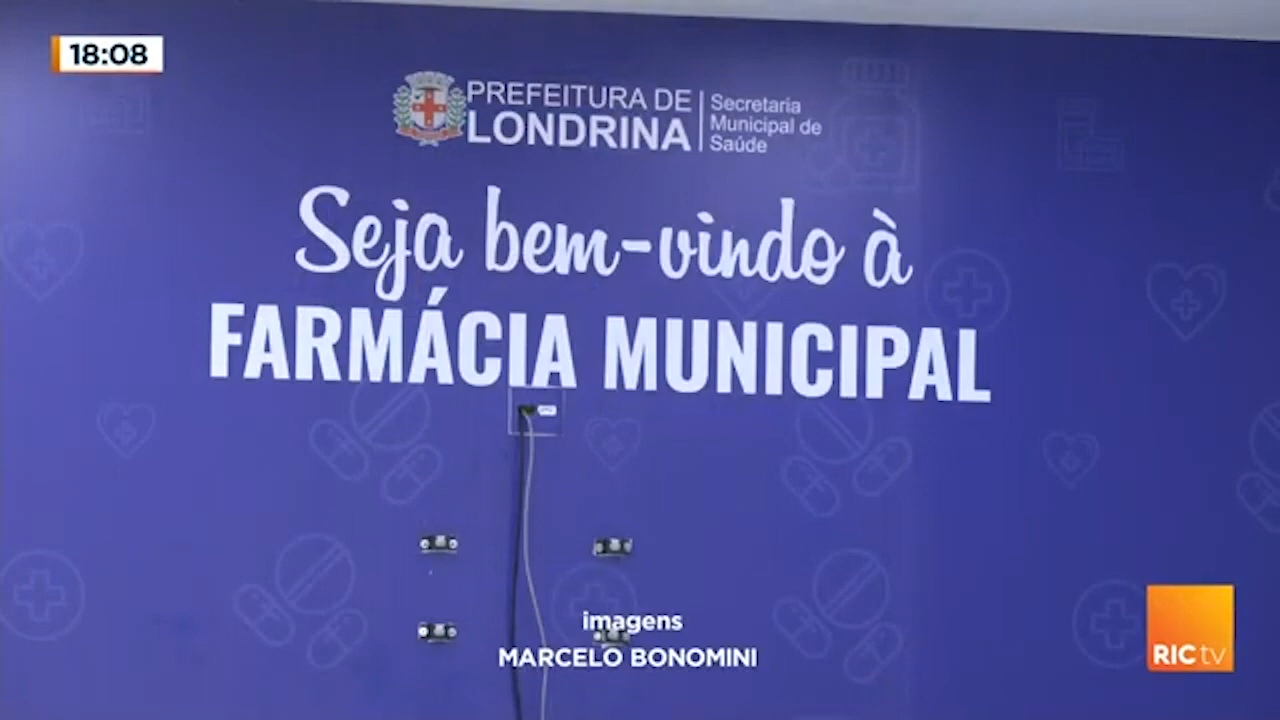 18:08
PREFEITURA DE
LONDRINA
Secretaria
Municipal de
Saúde
Seja bem-vindo à
FARMÁCIA MUNICIPAL
imagens
MARCELO BONOMINI
RIC tv